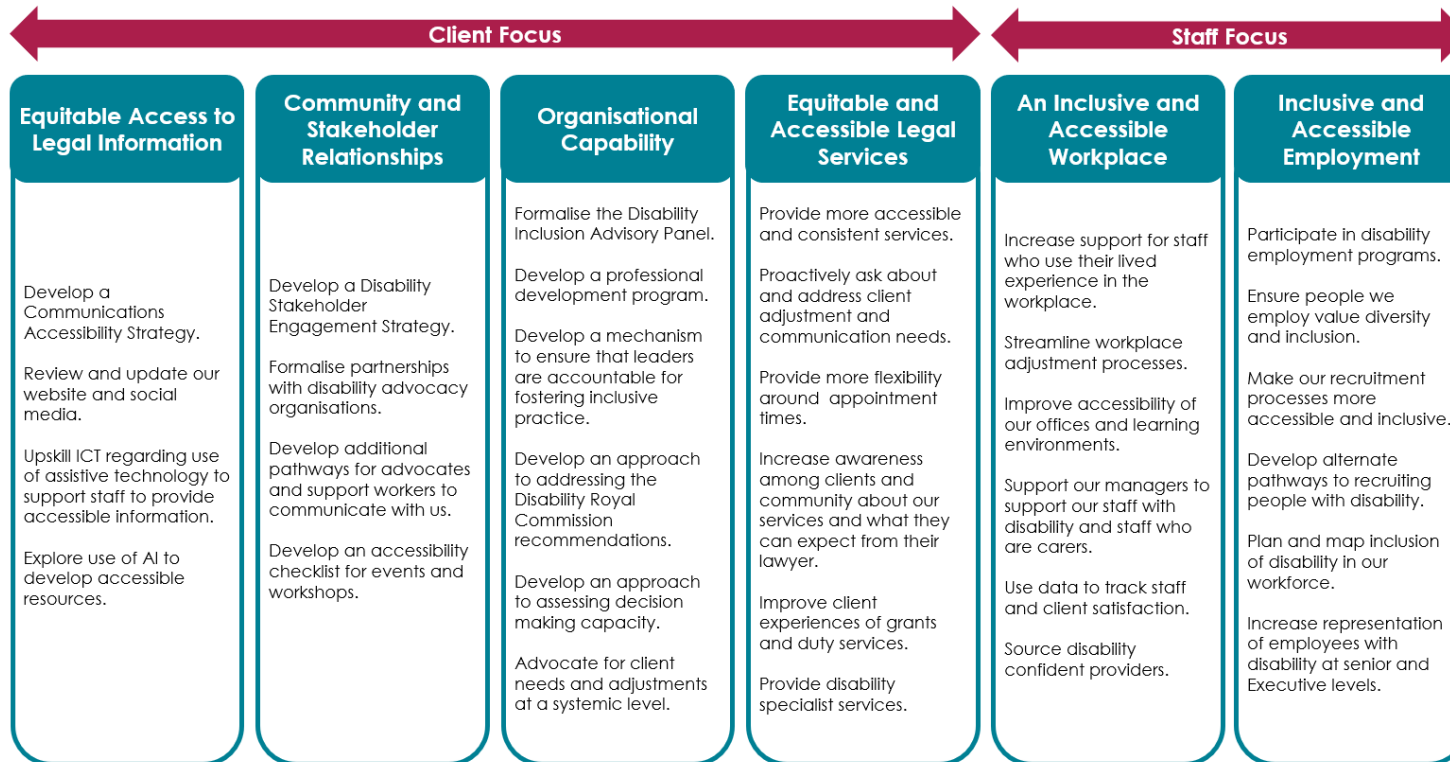 Client Focus
Staff Focus
Equitable Access to
Legal Information
Develop a
Communications
Accessibility Strategy.
Review and update our
website and social
media.
Upskill ICT regarding use
of assistive technology to
support staff to provide
accessible information.
Explore use of AI to
develop accessible
resources.
Community and
Stakeholder
Relationships
Develop a Disability
Stakeholder
Engagement Strategy.
Formalise partnerships
with disability advocacy
organisations.
Develop additional
pathways for advocates
and support workers to
communicate with us.
Develop an accessibility
checklist for events and
workshops.
Organisational
Capability
Formalise the Disability
Inclusion Advisory Panel.
Develop a professional
development program.
Develop a mechanism
to ensure that leaders
are accountable for
fostering inclusive
practice.
Develop an approach
to addressing the
Disability Royal
Commission
recommendations.
Develop an approach
to assessing decision
making capacity.
Advocate for client
needs and adjustments
at a systemic level.
Equitable and
Accessible Legal
Services
Provide more accessible
and consistent services.
Proactively ask about
and address client
adjustment and
communication needs.
Provide more flexibility
around appointment
times.
Increase awareness
among clients and
community about our
services and what they
can expect from their
lawyer.
Improve client
experiences of grants
and duty services.
Provide disability
specialist services.
An Inclusive and
Accessible
Workplace
Increase support for staff
who use their lived
experience in the
workplace.
Streamline workplace
adjustment processes.
Improve accessibility of
our offices and learning
environments.
Support our managers to
support our staff with
disability and staff who
are carers.
Use data to track staff
and client satisfaction.
Source disability
confident providers.
Inclusive and
Accessible
Employment
Participate in disability
employment programs.
Ensure people we
employ value diversity
and inclusion.
Make our recruitment
processes more
accessible and inclusive.
Develop alternate
pathways to recruiting
people with disability.
Plan and map inclusion
of disability in our
workforce.
Increase representation
of employees with
disability at senior and
Executive levels.